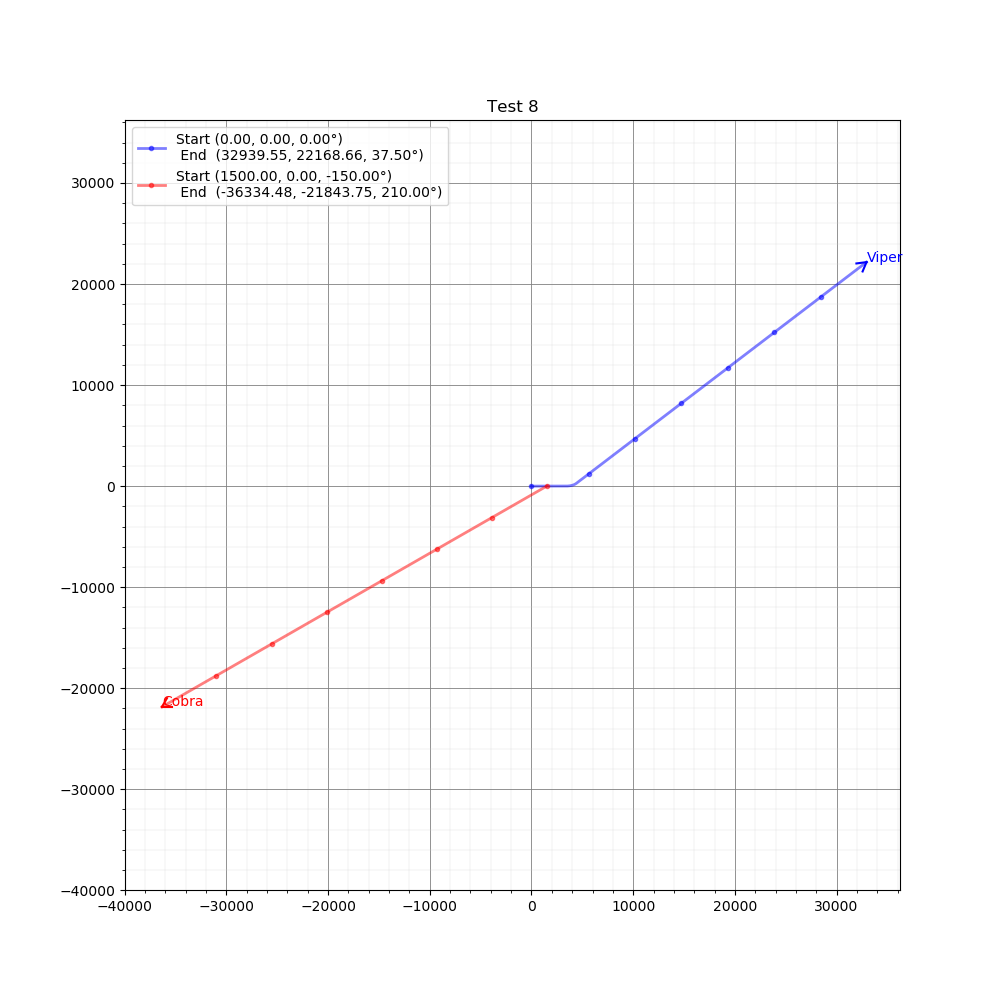 Test 8
Start (0.00, 0.00, 0.00°)
End (32939.55, 22168.66, 37.50°)
Start (1500.00, 0.00, -150.00°)
End (-36334.48, -21843.75, 210.00°)
30000
20000
10000
0
−10000
−20000
−30000
−40000
Viper
Cobra
−40000 −30000 −20000 −10000 0 10000 20000 30000